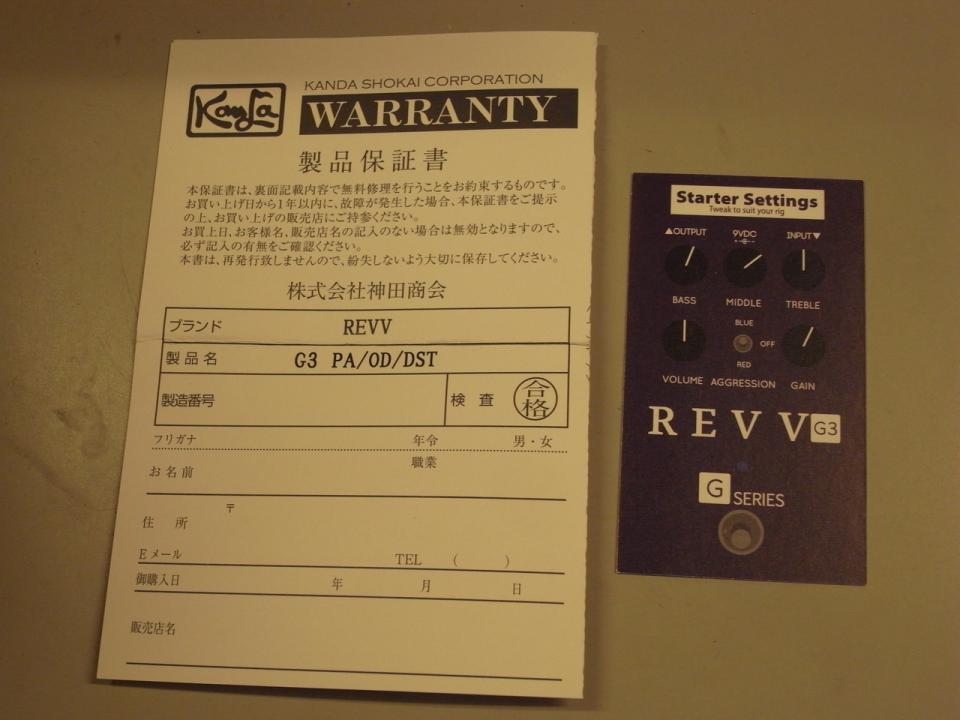 Kanda
KANDA SHOKAI CORPORATION
WARRANTY
製品保証書
本保証書は、裏面記載内容で無料修理を行うことをお約束するものです。
お買い上げ日から1年以内に、故障が発生した場合、本保証書をご提示
の上、お買い上げの販売店にご持参ください。
お買上日、お客様名、販売店名の記入のない場合は無効となりますので、
必ず記入の有無をご確認ください。
本書は、再発行致しませんので、紛失しないよう大切に保存してください。
株式会社神田商会
ブランド REVV
製品名 G3 PA/OD/DST
製造番号 検査 合格
フリガナ 年令 男・女
お名前 職業
住所 〒
Eメール TEL ( )
御購入日 年 月 日
販売店名
Starter Settings
Tweak to suit your rig
▲OUTPUT 9VDC INPUT▼
BASS MIDDLE TREBLE
BLUE
OFF
RED
VOLUME AGGRESSION GAIN
REVV G3
G SERIES